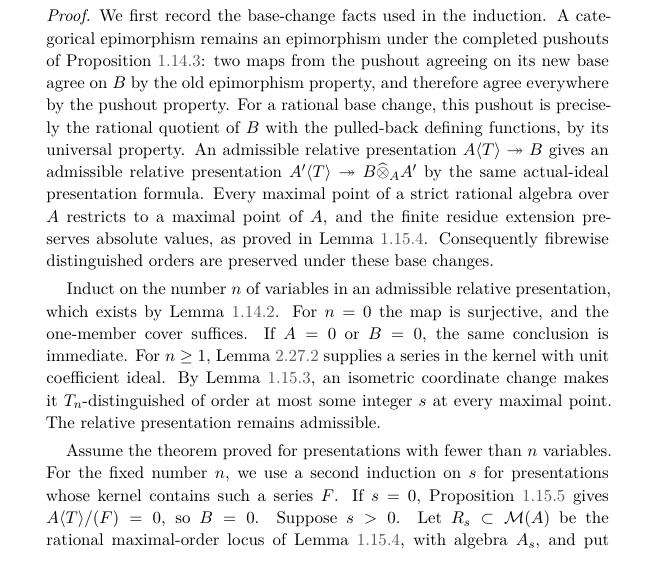 Proof. We first record the base-change facts used in the induction. A cate-
gorical epimorphism remains an epimorphism under the completed pushouts
of Proposition 1.14.3: two maps from the pushout agreeing on its new base
agree on B by the old epimorphism property, and therefore agree everywhere
by the pushout property. For a rational base change, this pushout is precise-
ly the rational quotient of B with the pulled-back defining functions, by its
universal property. An admissible relative presentation A⟨T⟩ ↠ B gives an
admissible relative presentation A′⟨T⟩ ↠ B⊗̂_A A′ by the same actual-ideal
presentation formula. Every maximal point of a strict rational algebra over
A restricts to a maximal point of A, and the finite residue extension pre-
serves absolute values, as proved in Lemma 1.15.4. Consequently fibrewise
distinguished orders are preserved under these base changes.
Induct on the number n of variables in an admissible relative presentation,
which exists by Lemma 1.14.2. For n = 0 the map is surjective, and the
one-member cover suffices. If A = 0 or B = 0, the same conclusion is
immediate. For n ≥ 1, Lemma 2.27.2 supplies a series in the kernel with unit
coefficient ideal. By Lemma 1.15.3, an isometric coordinate change makes
it T_n-distinguished of order at most some integer s at every maximal point.
The relative presentation remains admissible.
Assume the theorem proved for presentations with fewer than n variables.
For the fixed number n, we use a second induction on s for presentations
whose kernel contains such a series F. If s = 0, Proposition 1.15.5 gives
A⟨T⟩/(F) = 0, so B = 0. Suppose s > 0. Let R_s ⊂ ℳ(A) be the
rational maximal-order locus of Lemma 1.15.4, with algebra A_s, and put